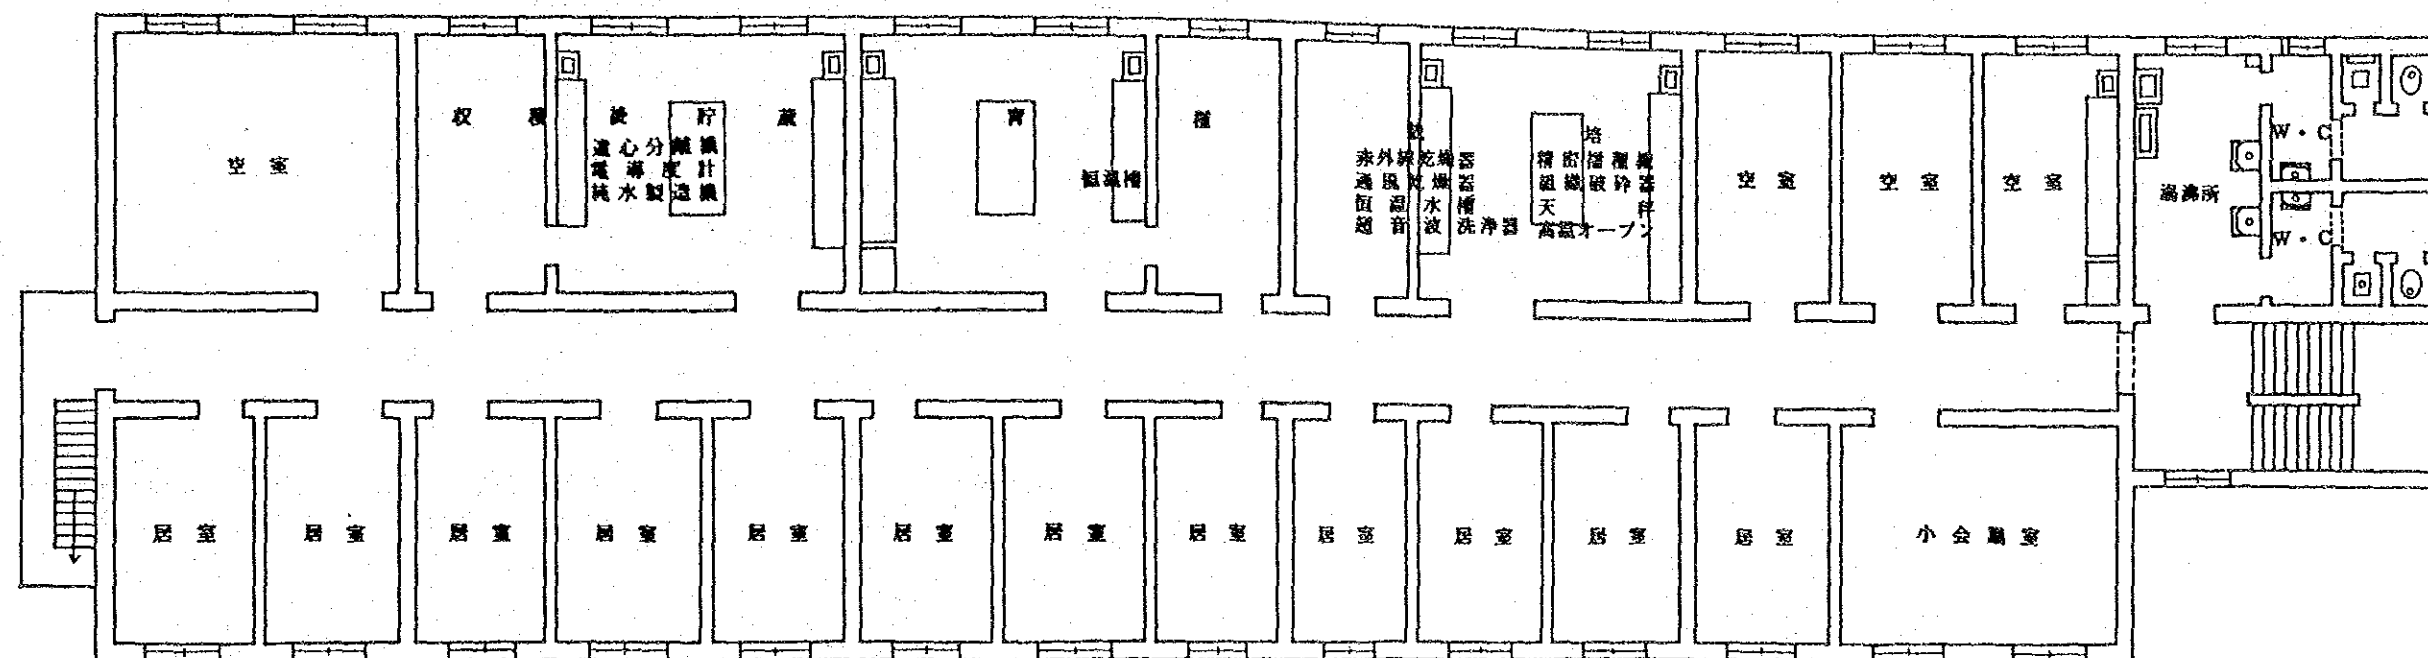 空室
収穫後貯蔵
遠心分離機
電導度計
純水製造機
育種
恒温槽
栽培
赤外線乾燥器
通風乾燥器
恒温水槽
超音波洗浄器
精密播種機
組織破砕器
天秤
高温オーブン
空室
空室
空室
湯沸所
W・C
W・C
居室
居室
居室
居室
居室
居室
居室
居室
居室
居室
居室
居室
小会議室